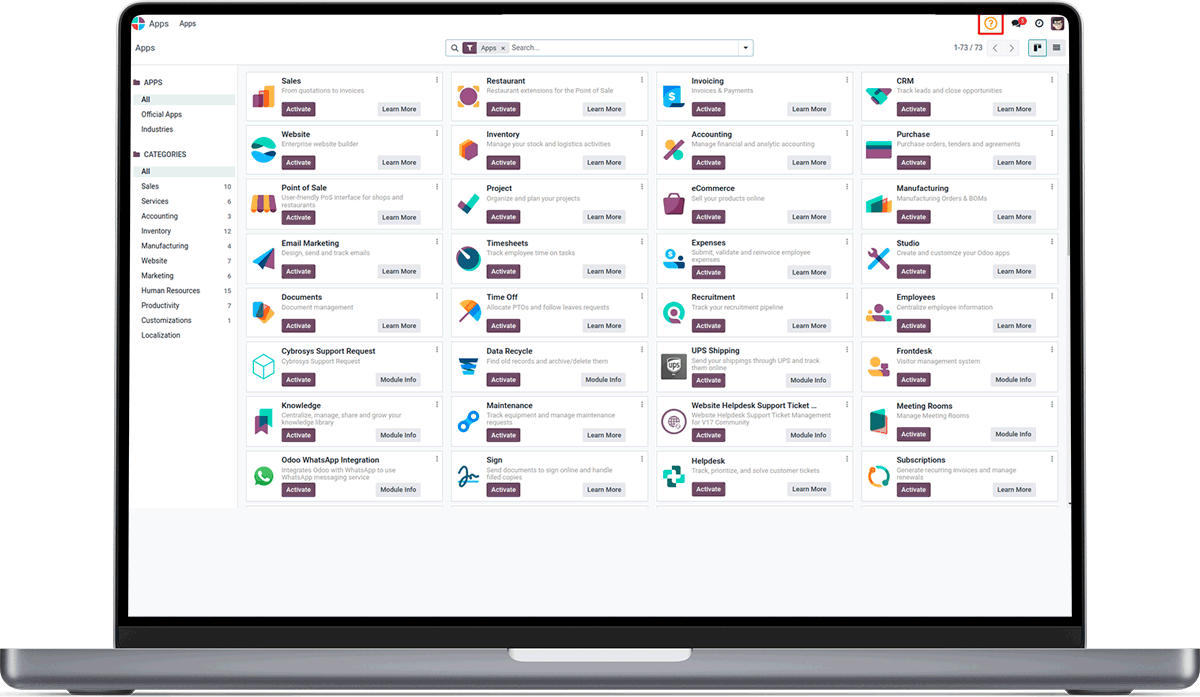 Apps Apps
5
Apps
Apps × Search...
1-73 / 73
APPS
All
Official Apps
Industries
CATEGORIES
All
Sales 10
Services 6
Accounting 3
Inventory 12
Manufacturing 4
Website 7
Marketing 6
Human Resources 15
Productivity 7
Customizations 1
Localization
Sales
From quotations to invoices
Activate Learn More
Restaurant
Restaurant extensions for the Point of Sale
Activate Learn More
Invoicing
Invoices & Payments
Activate Learn More
CRM
Track leads and close opportunities
Activate Learn More
Website
Enterprise website builder
Activate Learn More
Inventory
Manage your stock and logistics activities
Activate Learn More
Accounting
Manage financial and analytic accounting
Activate Learn More
Purchase
Purchase orders, tenders and agreements
Activate Learn More
Point of Sale
User-friendly PoS interface for shops and
restaurants
Activate Learn More
Project
Organize and plan your projects
Activate Learn More
eCommerce
Sell your products online
Activate Learn More
Manufacturing
Manufacturing Orders & BOMs
Activate Learn More
Email Marketing
Design, send and track emails
Activate Learn More
Timesheets
Track employee time on tasks
Activate Learn More
Expenses
Submit, validate and reinvoice employee
expenses
Activate Learn More
Studio
Create and customize your Odoo apps
Activate Learn More
Documents
Document management
Activate Learn More
Time Off
Allocate PTOs and follow leaves requests
Activate Learn More
Recruitment
Track your recruitment pipeline
Activate Learn More
Employees
Centralize employee information
Activate Learn More
Cybrosys Support Request
Cybrosys Support Request
Activate Module Info
Data Recycle
Find old records and archive/delete them
Activate Module Info
ups
UPS Shipping
Send your shippings through UPS and track
them online
Activate Module Info
Frontdesk
Visitor management system
Activate Module Info
Knowledge
Centralize, manage, share and grow your
knowledge library
Activate Module Info
Maintenance
Track equipment and manage maintenance
requests
Activate Learn More
Website Helpdesk Support Ticket ...
Website Helpdesk Support Ticket Management
for V17 Community
Activate Module Info
Meeting Rooms
Manage Meeting Rooms
Activate Module Info
Odoo WhatsApp Integration
Integrates Odoo with WhatsApp to use
WhatsApp messaging service
Activate Module Info
Sign
Send documents to sign online and handle
filled copies
Activate Learn More
Helpdesk
Track, prioritize, and solve customer tickets
Activate Learn More
Subscriptions
Generate recurring invoices and manage
renewals
Activate Learn More